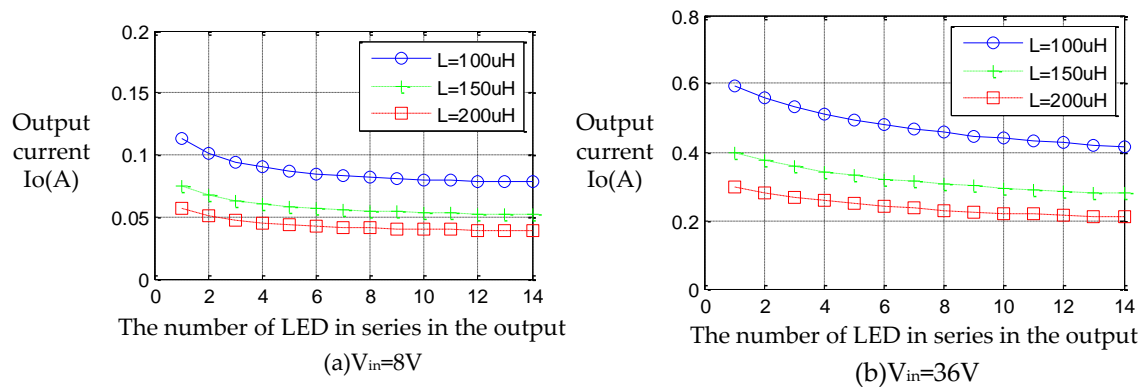 0.2
0.15
0.1
0.05
0
Output
current
Io(A)
L=100uH
L=150uH
L=200uH
0 2 4 6 8 10 12 14
The number of LED in series in the output
(a)Vin=8V
0.8
0.6
0.4
0.2
0
Output
current
Io(A)
L=100uH
L=150uH
L=200uH
0 2 4 6 8 10 12 14
The number of LED in series in the output
(b)Vin=36V